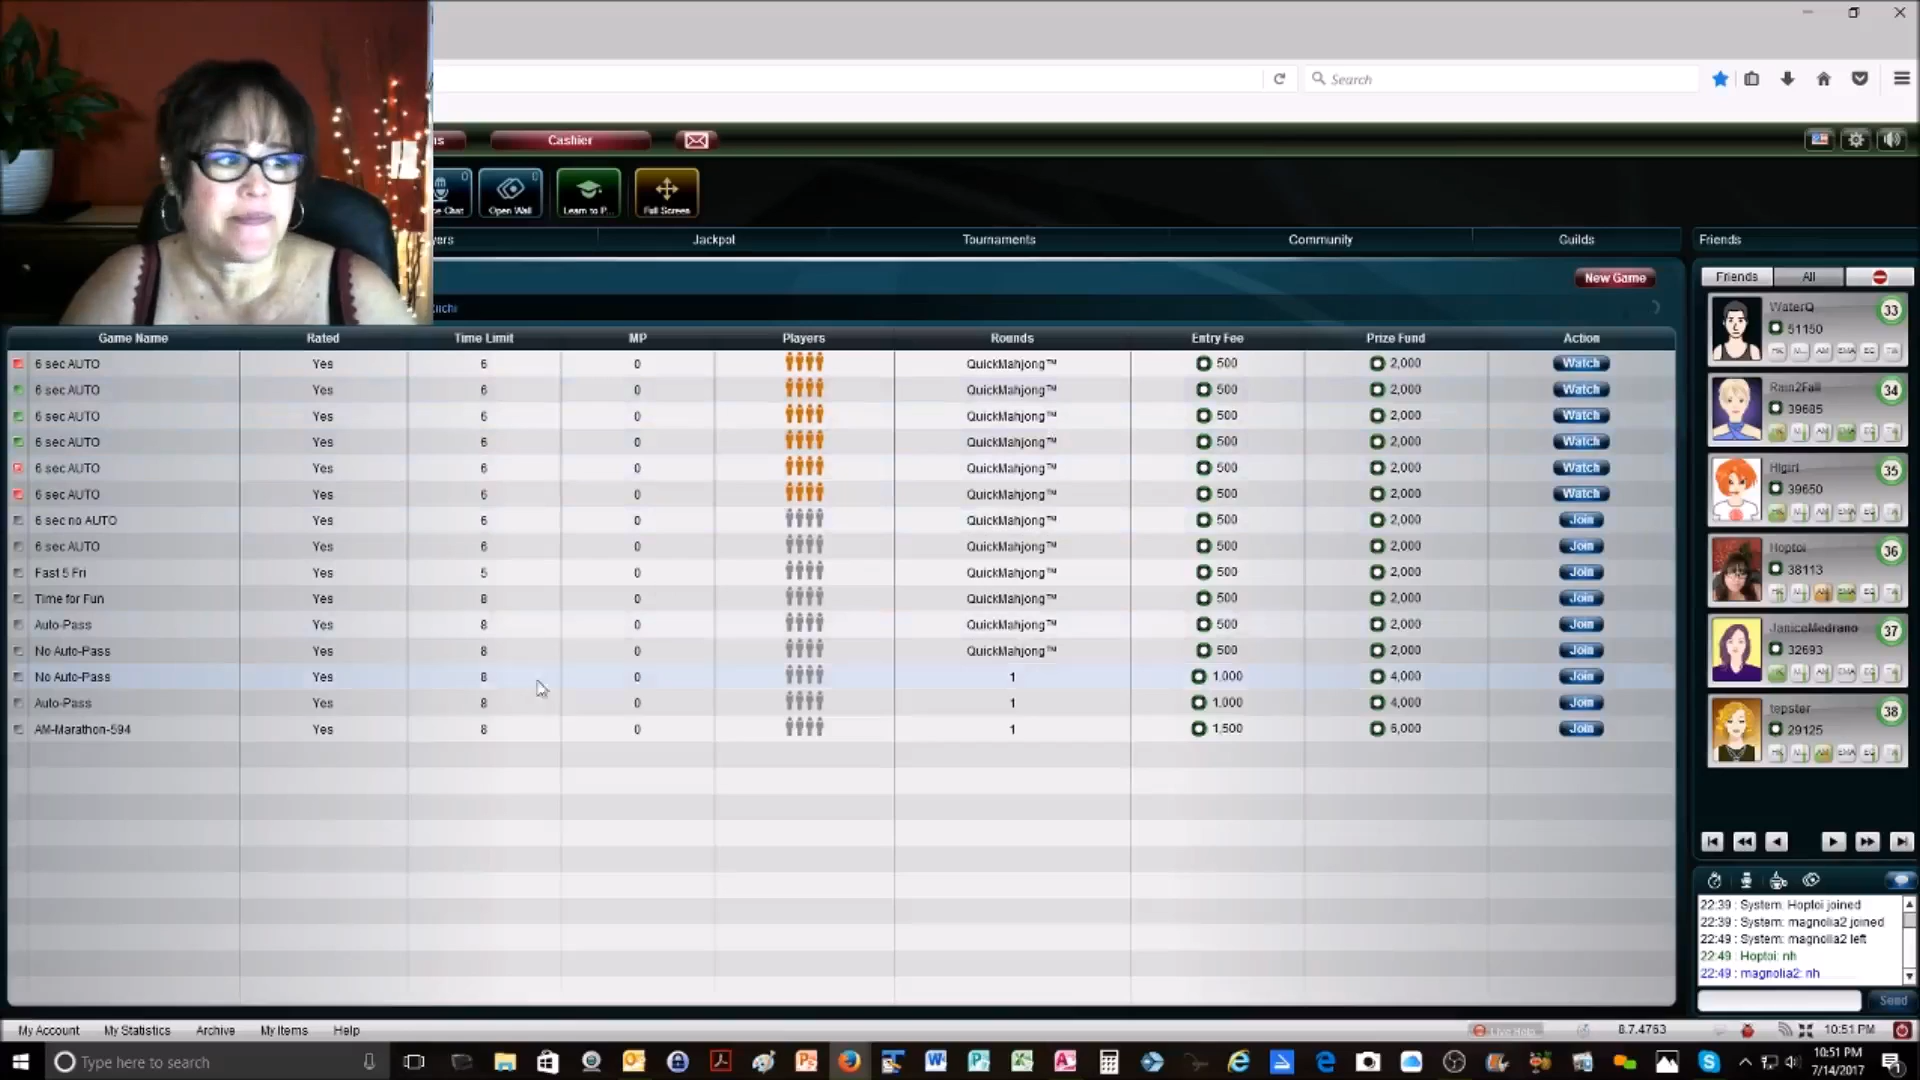 Search
Cashier
Open Wall
Learn to P...
Full Screen
Jackpot Tournaments Community Guilds Friends
New Game
Friends All
Game Name Rated Time Limit MP Players Rounds Entry Fee Prize Fund Action
6 sec AUTO Yes 6 0 QuickMahjong™ 500 2,000 Watch
6 sec AUTO Yes 6 0 QuickMahjong™ 500 2,000 Watch
6 sec AUTO Yes 6 0 QuickMahjong™ 500 2,000 Watch
6 sec AUTO Yes 6 0 QuickMahjong™ 500 2,000 Watch
6 sec AUTO Yes 6 0 QuickMahjong™ 500 2,000 Watch
6 sec AUTO Yes 6 0 QuickMahjong™ 500 2,000 Watch
6 sec no AUTO Yes 6 0 QuickMahjong™ 500 2,000 Join
6 sec AUTO Yes 6 0 QuickMahjong™ 500 2,000 Join
Fast 5 Fri Yes 5 0 QuickMahjong™ 500 2,000 Join
Time for Fun Yes 8 0 QuickMahjong™ 500 2,000 Join
Auto-Pass Yes 8 0 QuickMahjong™ 500 2,000 Join
No Auto-Pass Yes 8 0 QuickMahjong™ 500 2,000 Join
No Auto-Pass Yes 8 0 1 1,000 4,000 Join
Auto-Pass Yes 8 0 1 1,000 4,000 Join
AM-Marathon-594 Yes 8 0 1 1,500 6,000 Join
WaterQ 33
51150
Rain2Fall 34
39685
HIgirl 35
39650
Hoptoi 36
38113
JaniceMedrano 37
32693
tepster 38
29125
22:39 : System: Hoptoi joined
22:39 : System: magnolia2 joined
22:49 : System: magnolia2 left
22:49 : Hoptoi: nh
22:49 : magnolia2: nh
Send
My Account My Statistics Archive My Items Help Live Help 8.7.4763 10:51 PM
Type here to search
10:51 PM
7/14/2017